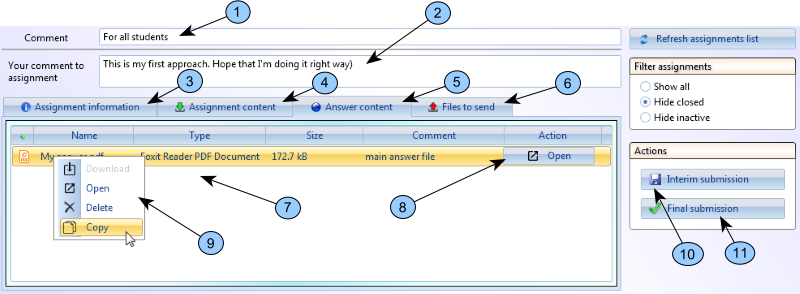 1
2
Comment For all students
Refresh assignments list
Your comment to assignment
This is my first approach. Hope that I'm doing it right way)
Filter assignments
Show all
Hide closed
Hide inactive
3
4
5
6
Assignment information Assignment content Answer content Files to send
Name Type Size Comment Action
My answer.pdf Foxit Reader PDF Document 172.7 kB main answer file Open
Download
Open
Delete
Copy
7
8
9
Actions
Interim submission
Final submission
10
11